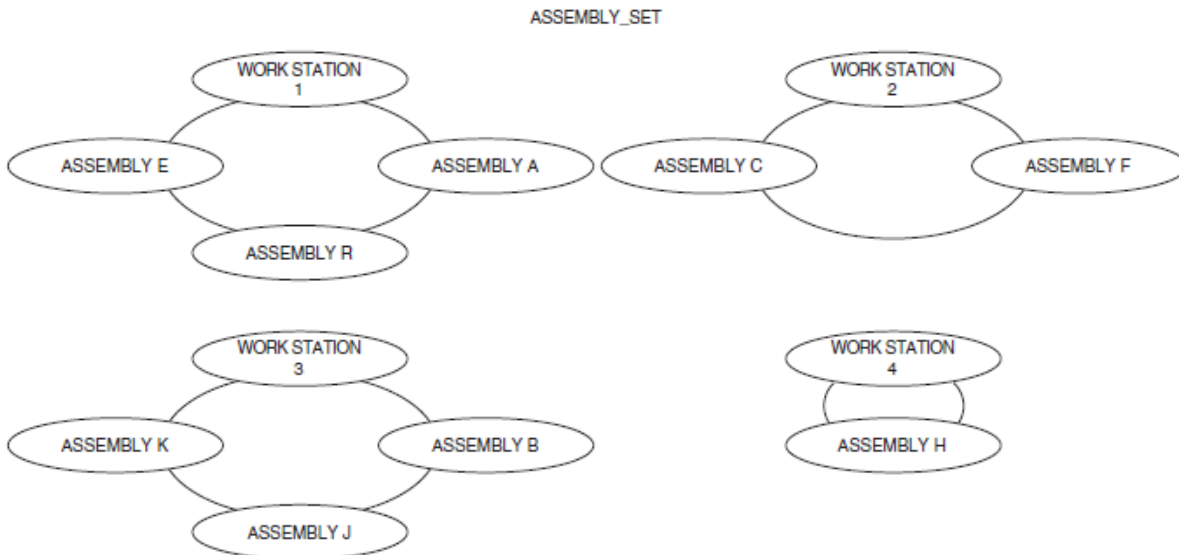 ASSEMBLY_SET
WORK STATION
1
WORK STATION
2
ASSEMBLY E
ASSEMBLY A
ASSEMBLY C
ASSEMBLY F
ASSEMBLY R
WORK STATION
3
WORK STATION
4
ASSEMBLY K
ASSEMBLY B
ASSEMBLY H
ASSEMBLY J